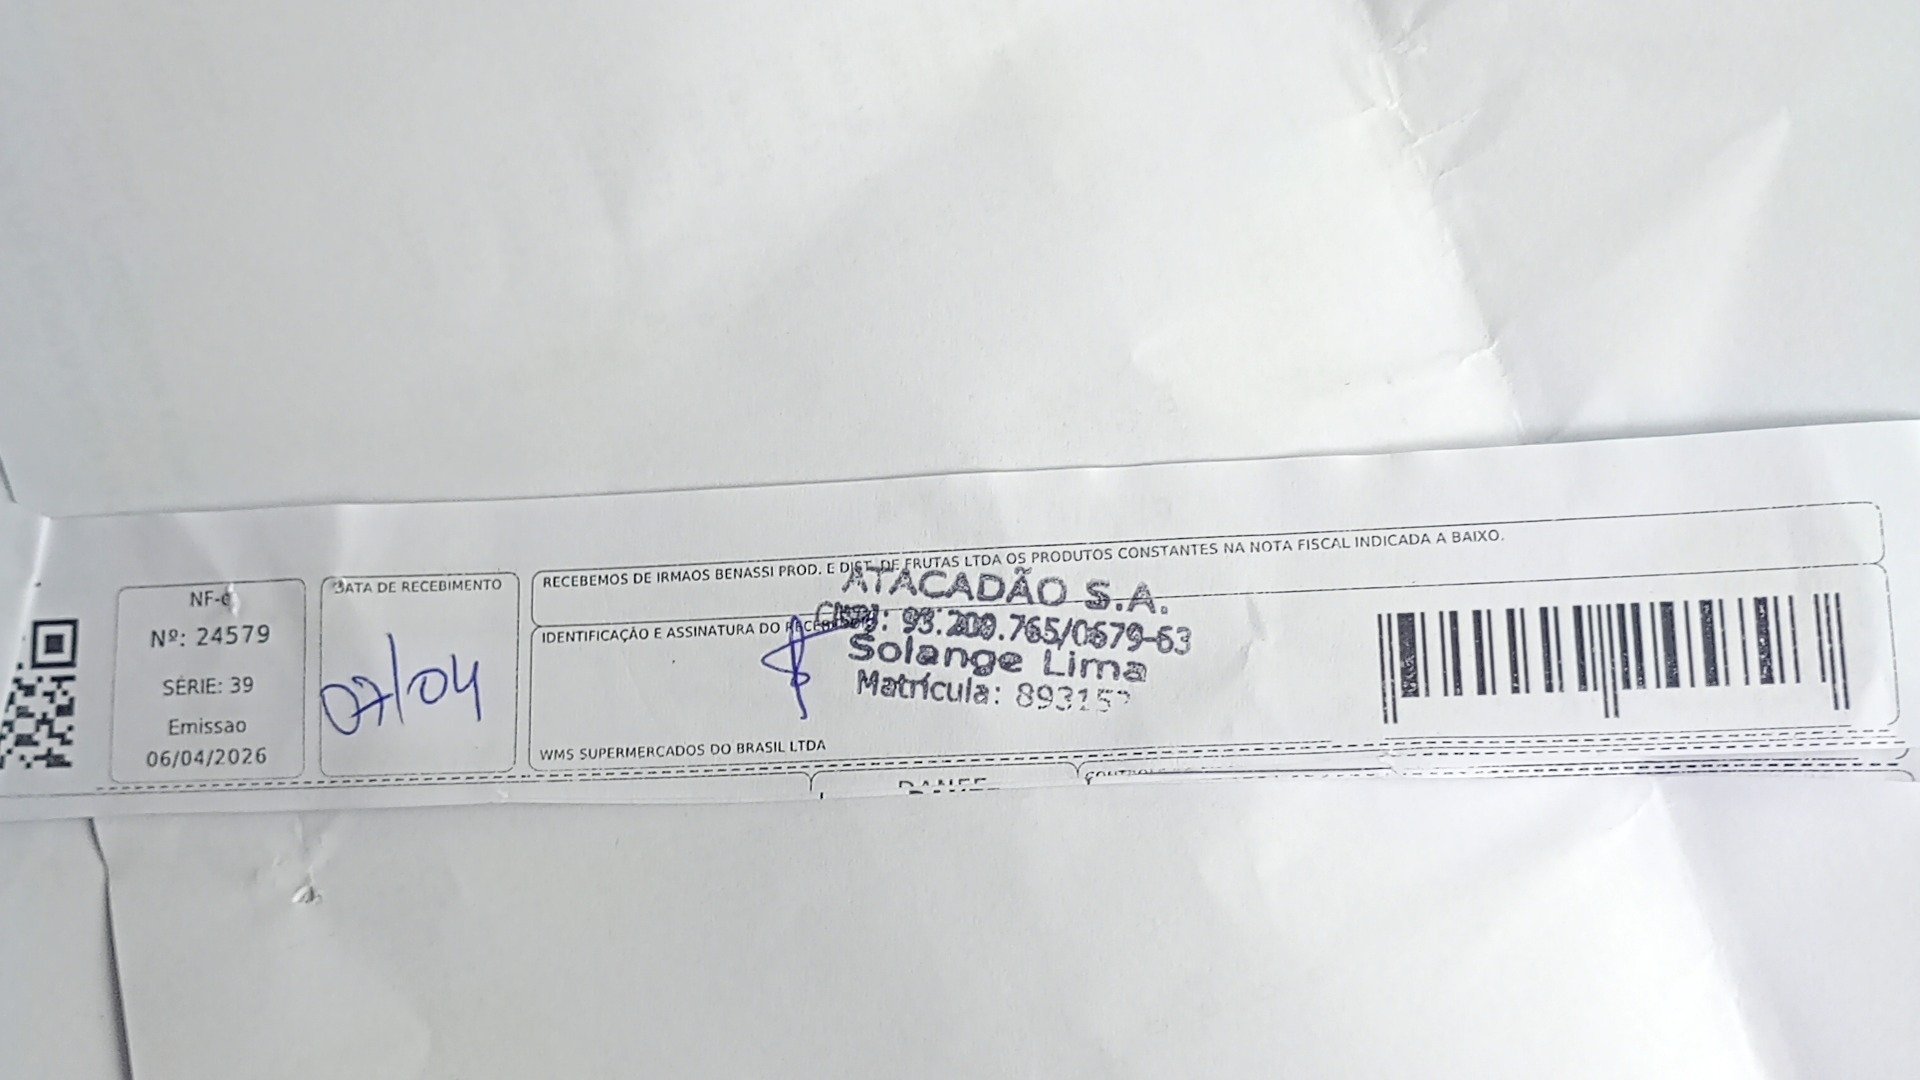 NF-e
Nº: 24579
SÉRIE: 39
Emissao
06/04/2026
DATA DE RECEBIMENTO
07/04
RECEBEMOS DE IRMAOS BENASSI PROD. E DIST. DE FRUTAS LTDA OS PRODUTOS CONSTANTES NA NOTA FISCAL INDICADA A BAIXO.
IDENTIFICAÇÃO E ASSINATURA DO RECEBEDOR
ATACADÃO S.A.
CNPJ: 93.209.765/0679-63
Solange Lima
Matrícula:
WMS SUPERMERCADOS DO BRASIL LTDA
DANFE